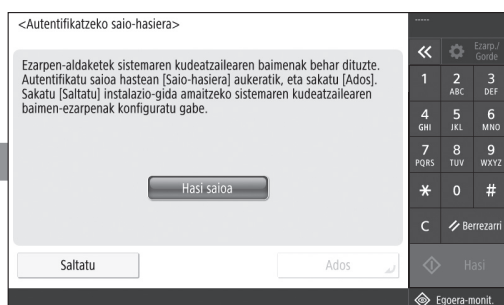 <Autentifikatzeko saio-hasiera>
Ezarpen-aldaketek sistemaren kudeatzailearen baimenak behar dituzte.
Autentifikatu saioa hastean [Saio-hasiera] aukeratik, eta sakatu [Ados].
Sakatu [Saltatu] instalazio-gida amaitzeko sistemaren kudeatzailearen
baimen-ezarpenak konfiguratu gabe.
Hasi saioa
Saltatu
Ados
-----
Ezarp./
Gorde
1 2 3
ABC DEF
4 5 6
GHI JKL MNO
7 8 9
PQRS TUV WXYZ
* 0 #
C Berrezarri
Hasi
Egoera-monit.